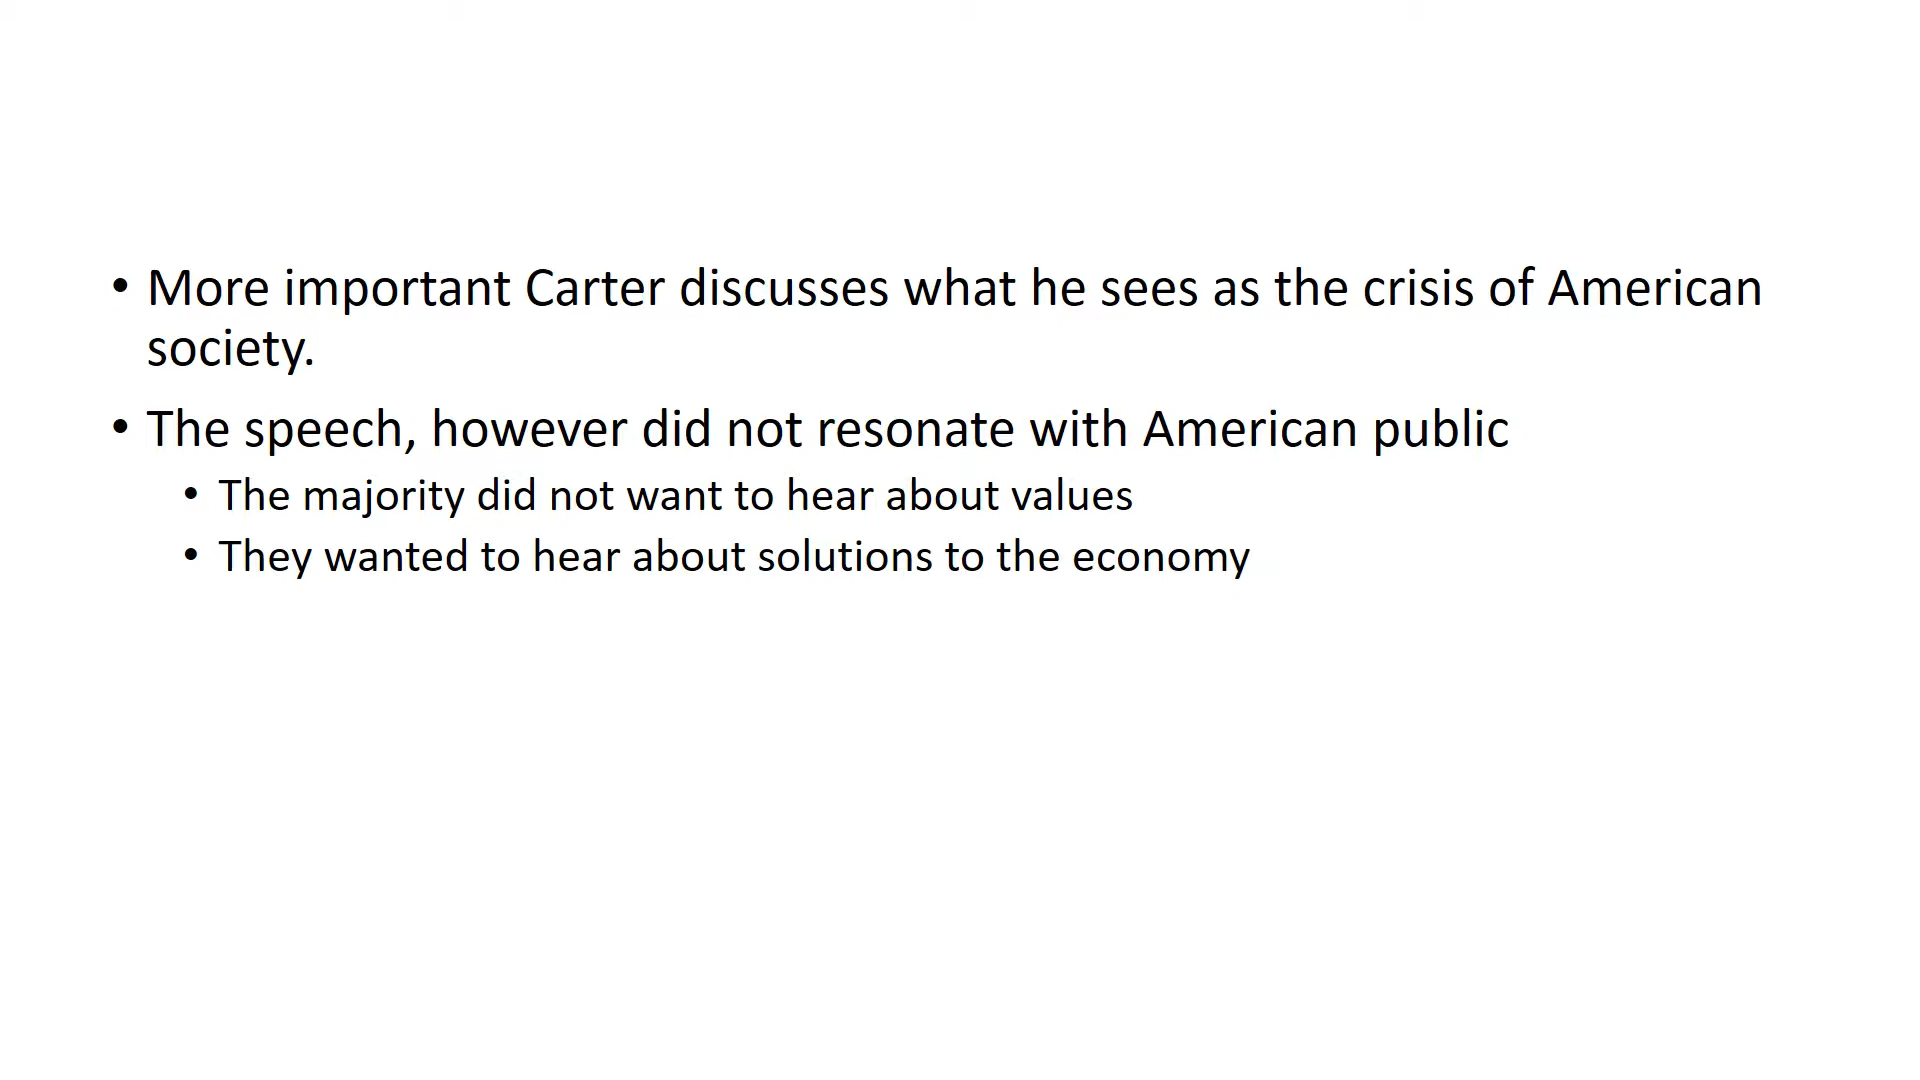 • More important Carter discusses what he sees as the crisis of American
society.
• The speech, however did not resonate with American public
• The majority did not want to hear about values
• They wanted to hear about solutions to the economy